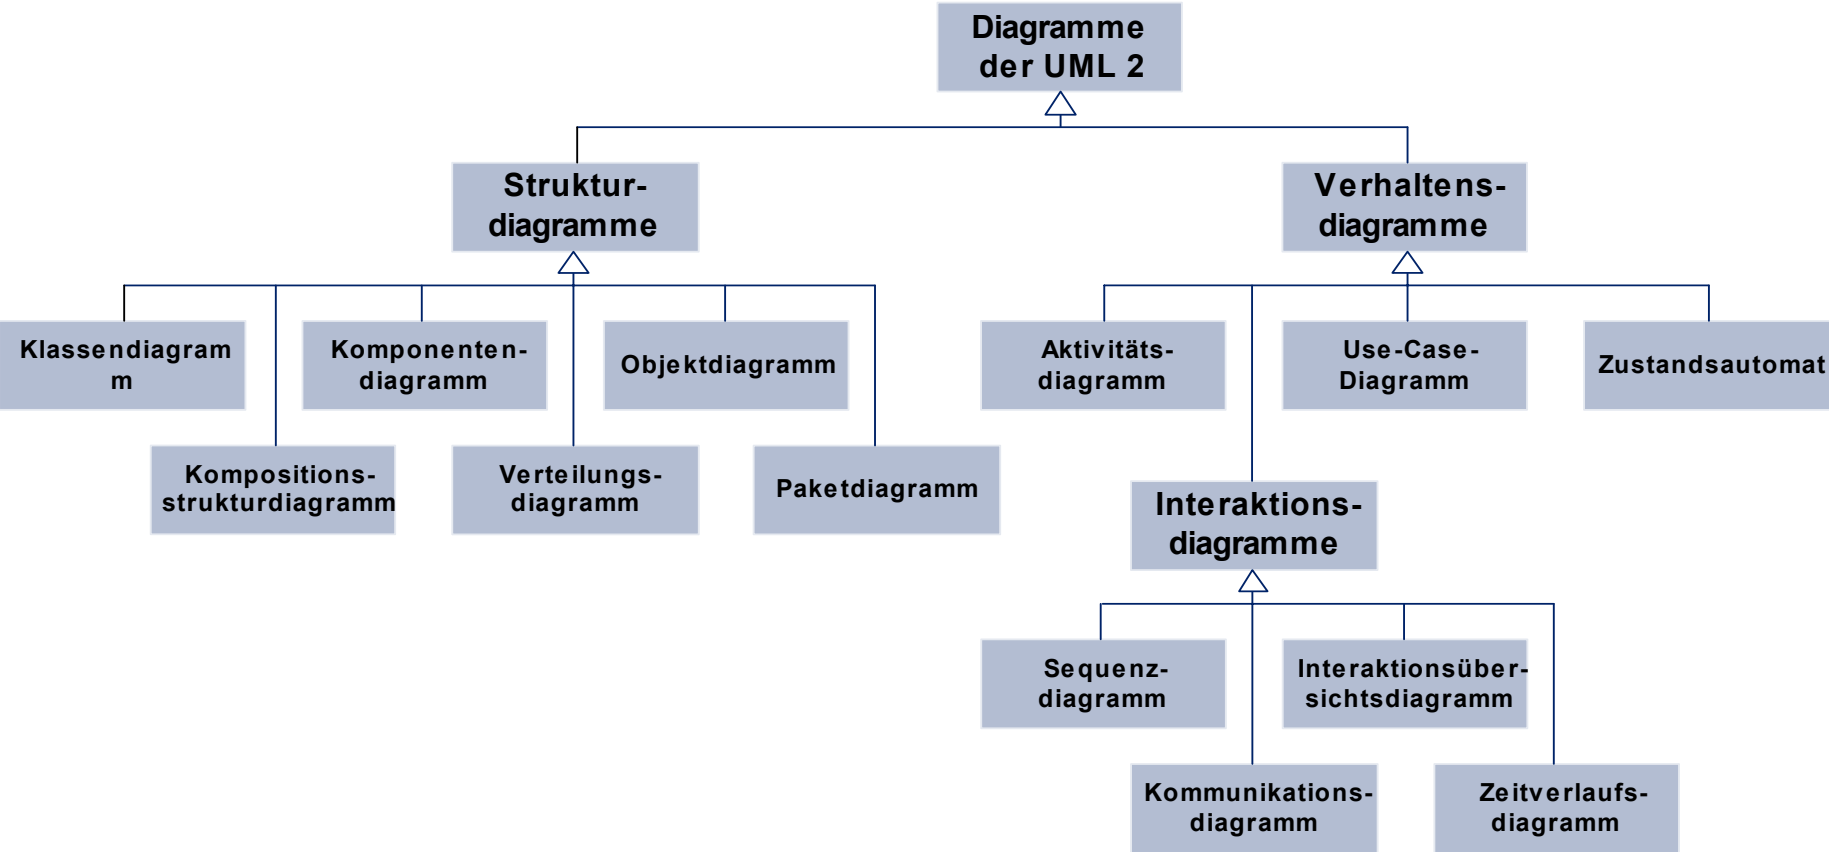 Diagramme
der UML 2
Struktur-
diagramme
Verhaltens-
diagramme
Klassendiagram
m
Komponenten-
diagramm
Objektdiagramm
Aktivitäts-
diagramm
Use-Case-
Diagramm
Zustandsautomat
Kompositions-
strukturdiagramm
Verteilungs-
diagramm
Paketdiagramm
Interaktions-
diagramme
Sequenz-
diagramm
Interaktionsüber-
sichtsdiagramm
Kommunikations-
diagramm
Zeitverlaufs-
diagramm